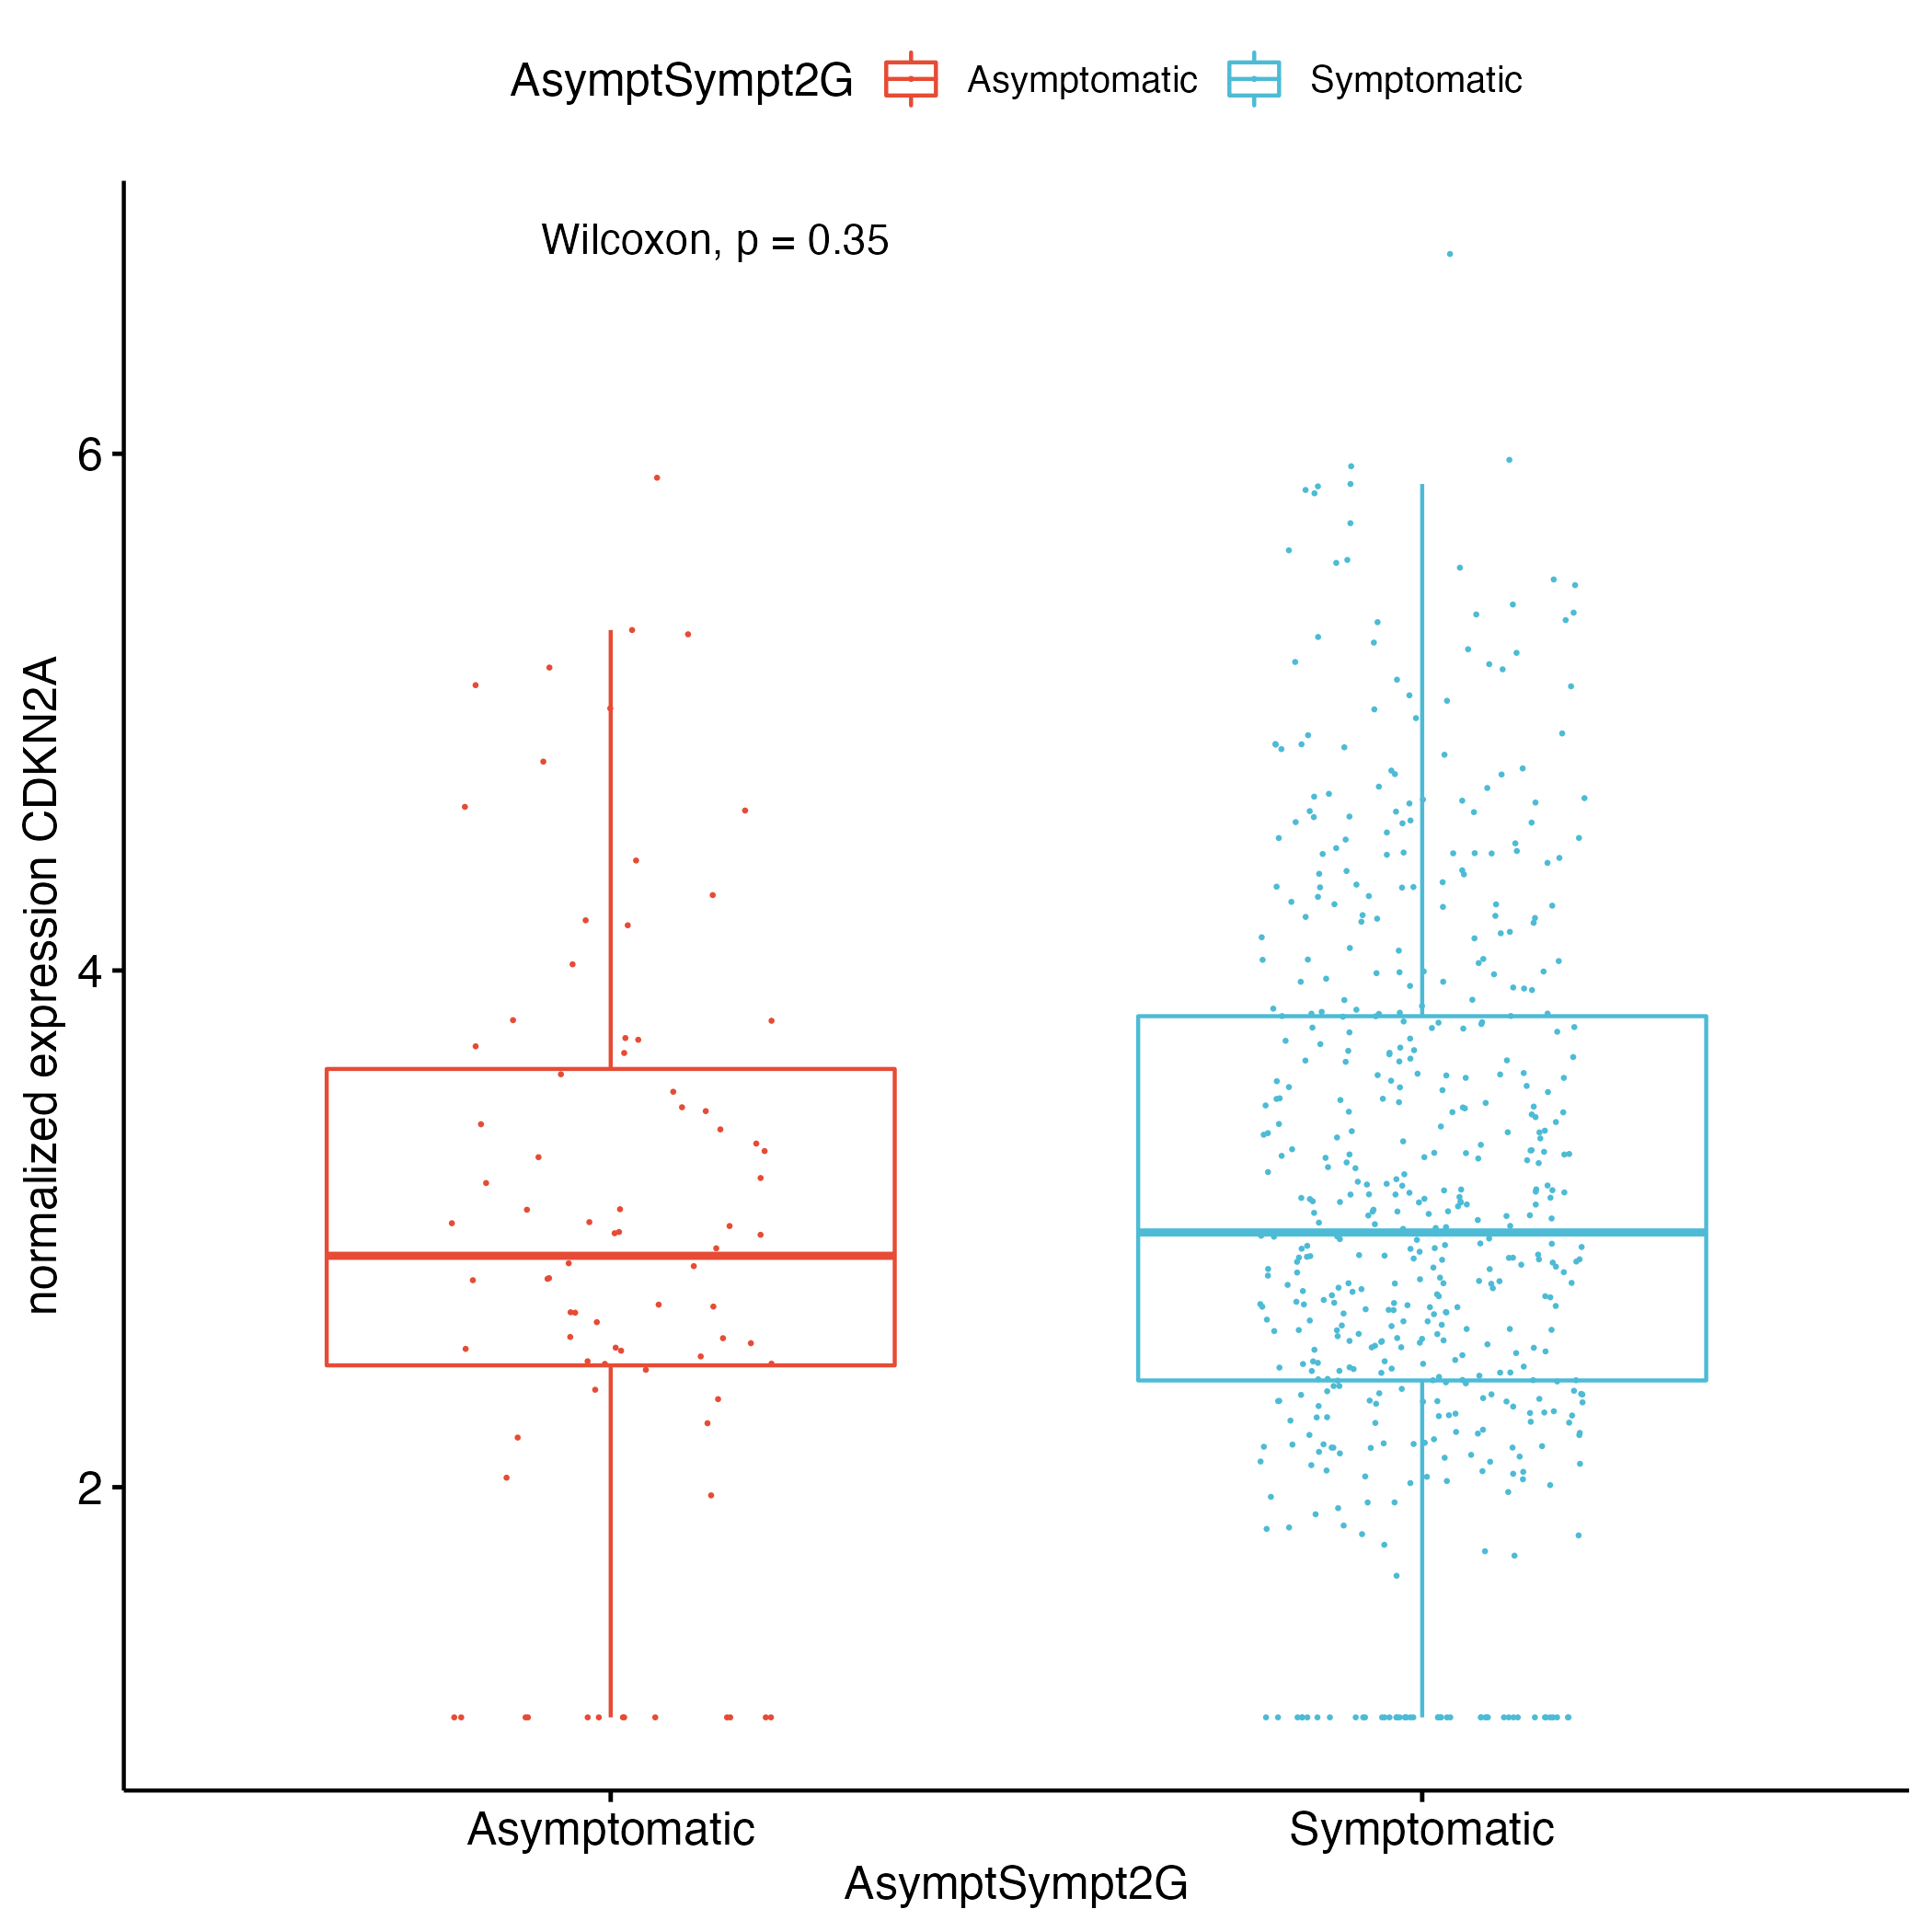 AsymptSympt2G Asymptomatic Symptomatic
Wilcoxon, p = 0.35
normalized expression CDKN2A
6
4
2
Asymptomatic Symptomatic
AsymptSympt2G